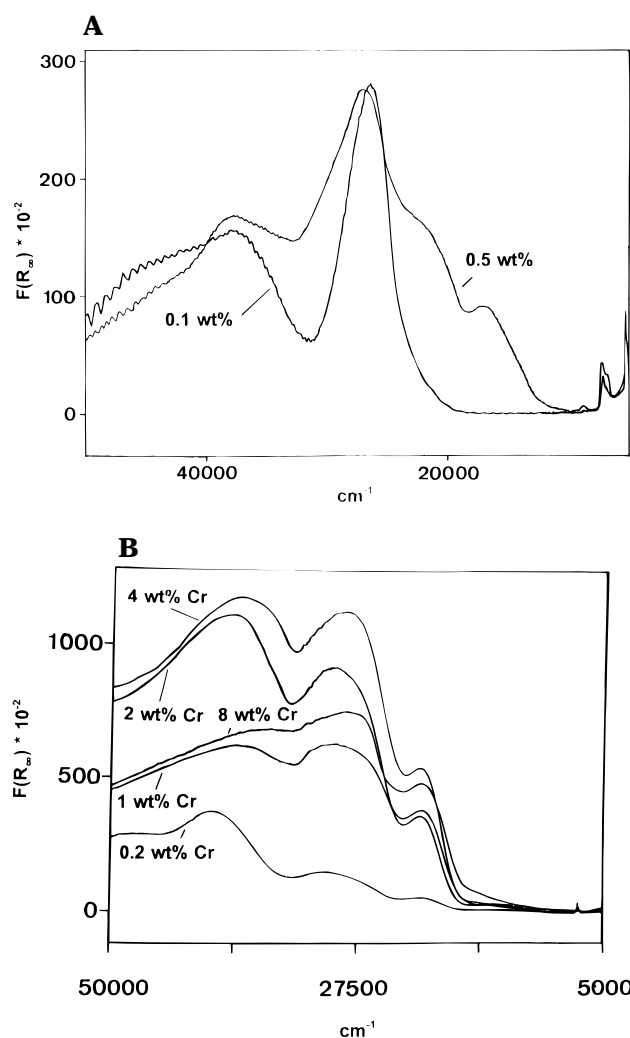 A
300
200
100
0
F(R∞) * 10-2
0.5 wt%
0.1 wt%
40000
20000
cm-1
B
4 wt% Cr
1000
2 wt% Cr
8 wt% Cr
F(R∞) * 10-2
500
1 wt% Cr
0.2 wt% Cr
0
50000
27500
5000
cm-1